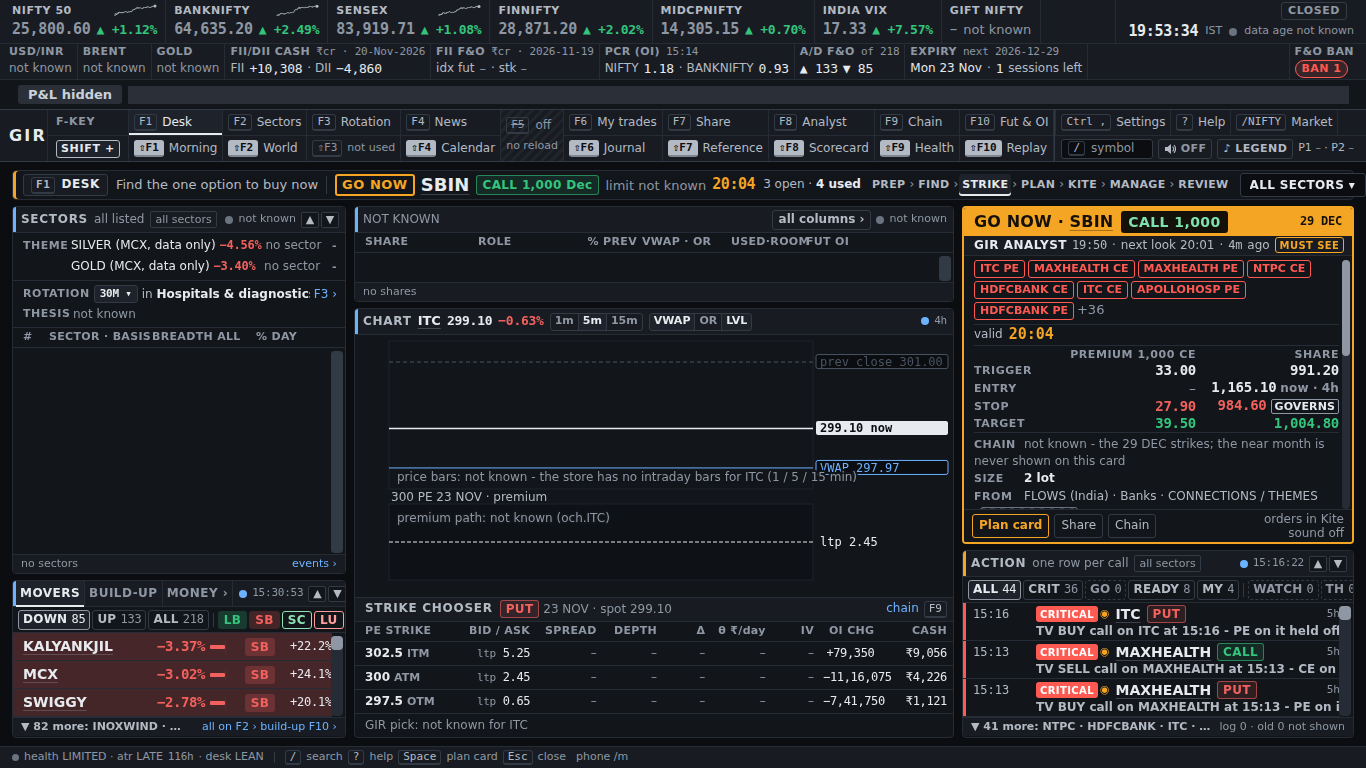 NIFTY 50 BANKNIFTY SENSEX FINNIFTY MIDCPNIFTY INDIA VIX GIFT NIFTY CLOSED
25,800.60 ▲ +1.12% 64,635.20 ▲ +2.49% 83,919.71 ▲ +1.08% 28,871.20 ▲ +2.02% 14,305.15 ▲ +0.70% 17.33 ▲ +7.57% – not known 19:53:34 IST data age not known
USD/INR BRENT GOLD FII/DII CASH ₹cr · 20-Nov-2026 FII F&O ₹cr · 2026-11-19 PCR (OI) 15:14 A/D F&O of 218 EXPIRY next 2026-12-29 F&O BAN
not known not known not known FII +10,308 · DII −4,860 idx fut – · stk – NIFTY 1.18 · BANKNIFTY 0.93 ▲ 133 ▼ 85 Mon 23 Nov · 1 sessions left BAN 1
P&L hidden
GIR F-KEY F1 Desk F2 Sectors F3 Rotation F4 News F5 off F6 My trades F7 Share F8 Analyst F9 Chain F10 Fut & OI Ctrl , Settings ? Help /NIFTY Market
SHIFT + ⇧F1 Morning ⇧F2 World ⇧F3 not used ⇧F4 Calendar no reload ⇧F6 Journal ⇧F7 Reference ⇧F8 Scorecard ⇧F9 Health ⇧F10 Replay / symbol OFF ♪ LEGEND P1 – · P2 –
F1 DESK Find the one option to buy now GO NOW SBIN CALL 1,000 Dec limit not known 20:04 3 open · 4 used PREP › FIND › STRIKE › PLAN › KITE › MANAGE › REVIEW ALL SECTORS ▾
SECTORS all listed all sectors not known ▲ ▼
THEME SILVER (MCX, data only) −4.56% no sector -
GOLD (MCX, data only) −3.40% no sector -
ROTATION 30M ▾ in Hospitals & diagnostic F3 ›
THESIS not known
# SECTOR · BASIS BREADTH ALL % DAY
no sectors events ›
MOVERS BUILD-UP MONEY › 15:30:53 ▲ ▼
DOWN 85 UP 133 ALL 218 LB SB SC LU
KALYANKJIL −3.37% SB +22.2%
MCX −3.02% SB +24.1%
SWIGGY −2.78% SB +20.1%
▼ 82 more: INOXWIND · … all on F2 › build-up F10 ›
NOT KNOWN all columns › not known
SHARE ROLE % PREV VWAP · OR USED·ROOM FUT OI
no shares
CHART ITC 299.10 −0.63% 1m 5m 15m VWAP OR LVL 4h
prev close 301.00
299.10 now
VWAP 297.97
price bars: not known - the store has no intraday bars for ITC (1 / 5 / 15 min)
300 PE 23 NOV · premium
premium path: not known (och.ITC)
ltp 2.45
STRIKE CHOOSER PUT 23 NOV · spot 299.10 chain F9
PE STRIKE BID / ASK SPREAD DEPTH Δ θ ₹/day IV OI CHG CASH
302.5 ITM ltp 5.25 – – – – – +79,350 ₹9,056
300 ATM ltp 2.45 – – – – – −11,16,075 ₹4,226
297.5 OTM ltp 0.65 – – – – – −7,41,750 ₹1,121
GIR pick: not known for ITC
GO NOW · SBIN CALL 1,000 29 DEC
GIR ANALYST 19:50 · next look 20:01 · 4m ago MUST SEE
ITC PE MAXHEALTH CE MAXHEALTH PE NTPC CE
HDFCBANK CE ITC CE APOLLOHOSP PE
HDFCBANK PE +36
valid 20:04
PREMIUM 1,000 CE SHARE
TRIGGER 33.00 991.20
ENTRY – 1,165.10 now · 4h
STOP 27.90 984.60 GOVERNS
TARGET 39.50 1,004.80
CHAIN not known - the 29 DEC strikes; the near month is
never shown on this card
SIZE 2 lot
FROM FLOWS (India) · Banks · CONNECTIONS / THEMES
Plan card Share Chain orders in Kite
sound off
ACTION one row per call all sectors 15:16:22 ▲ ▼
ALL 44 CRIT 36 GO 0 READY 8 MY 4 WATCH 0 TH
15:16 CRITICAL ITC PUT 5h
TV BUY call on ITC at 15:16 - PE on it held off
15:13 CRITICAL MAXHEALTH CALL 5h
TV SELL call on MAXHEALTH at 15:13 - CE on
15:13 CRITICAL MAXHEALTH PUT 5h
TV BUY call on MAXHEALTH at 15:13 - PE on i
▼ 41 more: NTPC · HDFCBANK · ITC · … log 0 · old 0 not shown
health LIMITED · atr LATE 116h · desk LEAN / search ? help Space plan card Esc close phone /m